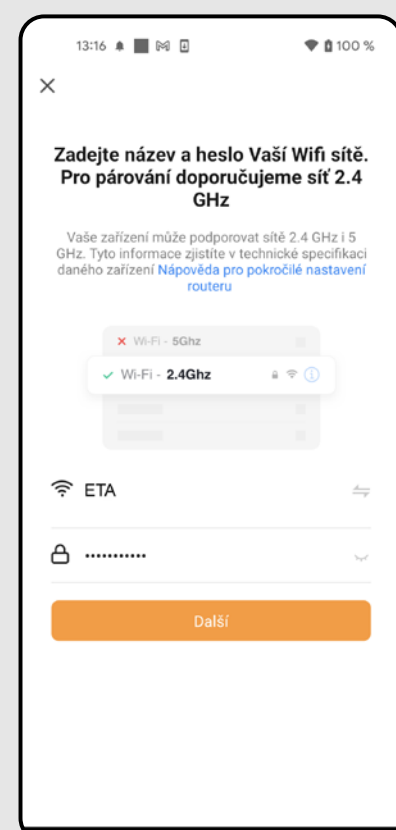 13:16 100 %
Zadejte název a heslo Vaší Wifi sítě.
Pro párování doporučujeme síť 2.4
GHz
Vaše zařízení může podporovat sítě 2.4 GHz i 5
GHz. Tyto informace zjistíte v technické specifikaci
daného zařízení Nápověda pro pokročilé nastavení
routeru
Wi-Fi - 5Ghz
Wi-Fi - 2.4Ghz
ETA
•••••••••••
Další